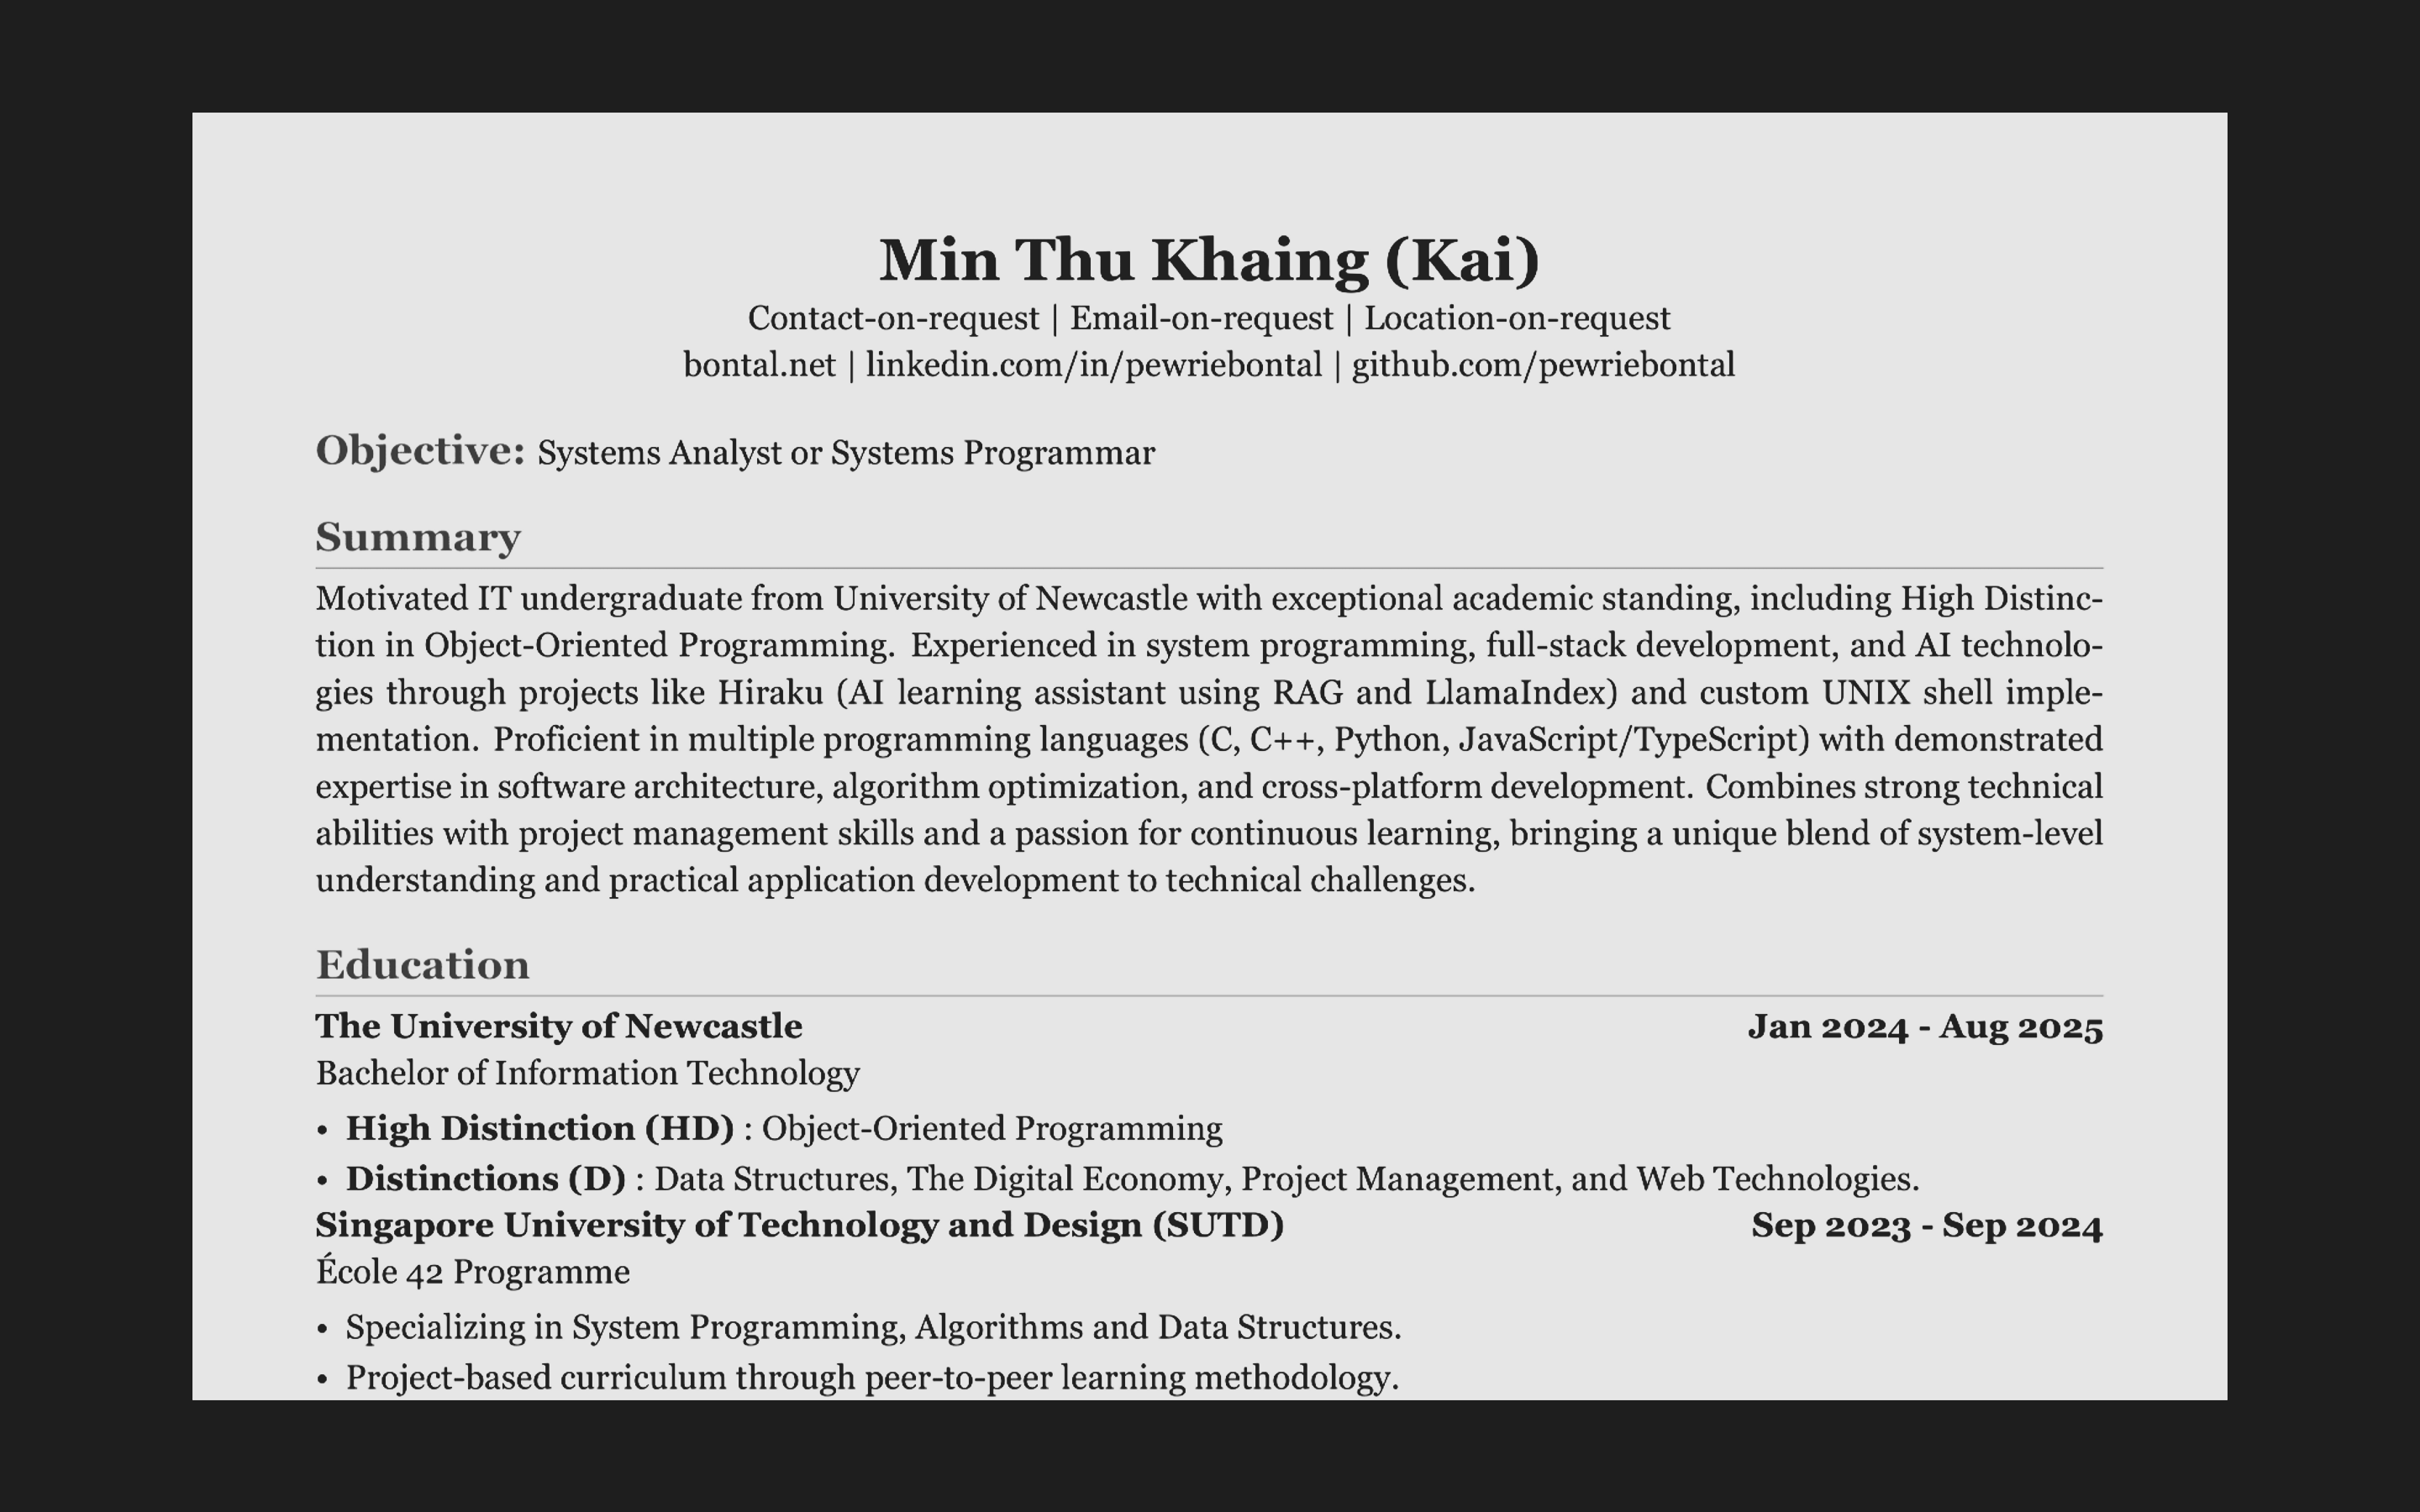 Min Thu Khaing (Kai)
Contact-on-request | Email-on-request | Location-on-request
bontal.net | linkedin.com/in/pewriebontal | github.com/pewriebontal
Objective: Systems Analyst or Systems Programmar
Summary
Motivated IT undergraduate from University of Newcastle with exceptional academic standing, including High Distinc-
tion in Object-Oriented Programming. Experienced in system programming, full-stack development, and AI technolo-
gies through projects like Hiraku (AI learning assistant using RAG and LlamaIndex) and custom UNIX shell imple-
mentation. Proficient in multiple programming languages (C, C++, Python, JavaScript/TypeScript) with demonstrated
expertise in software architecture, algorithm optimization, and cross-platform development. Combines strong technical
abilities with project management skills and a passion for continuous learning, bringing a unique blend of system-level
understanding and practical application development to technical challenges.
Education
The University of Newcastle Jan 2024 - Aug 2025
Bachelor of Information Technology
• High Distinction (HD) : Object-Oriented Programming
• Distinctions (D) : Data Structures, The Digital Economy, Project Management, and Web Technologies.
Singapore University of Technology and Design (SUTD) Sep 2023 - Sep 2024
École 42 Programme
• Specializing in System Programming, Algorithms and Data Structures.
• Project-based curriculum through peer-to-peer learning methodology.